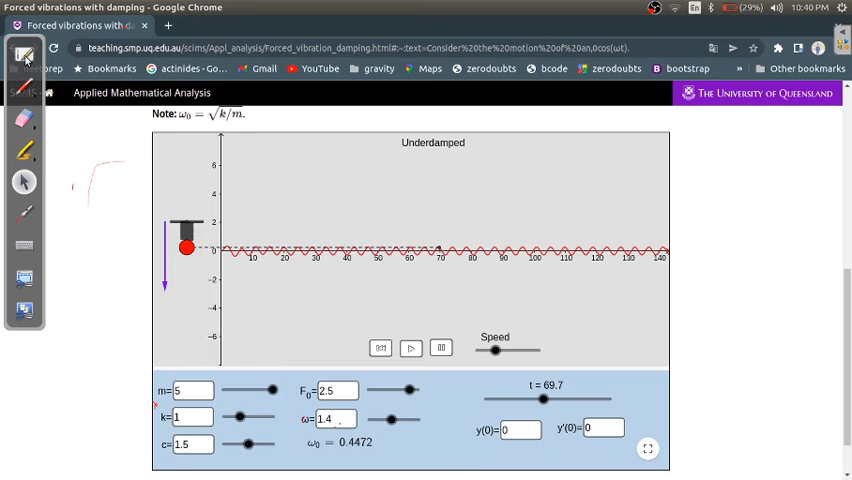 Forced vibrations with damping - Google Chrome
En
(29%)
10:40 PM
Forced vibrations with da
teaching.smp.uq.edu.au/scims/Appl_analysis/Forced_vibration_damping.html#:~:text=Consider%20the%20motion%20of%20an,0cos(ωt).
Bookmarks
actinides - Go...
Gmail
YouTube
gravity
Maps
zerodoubts
bcode
zerodoubts
bootstrap
»
Other bookmarks
Applied Mathematical Analysis
THE UNIVERSITY OF QUEENSLAND
Note: ω₀ = √k/m.
Underdamped
6
4
2
0
−2
−4
−6
10 20 30 40 50 60 70 80 90 100 110 120 130 140
Speed
m= 5
F₀= 2.5
t = 69.7
k= 1
ω= 1.4
y(0)= 0
y'(0)= 0
c= 1.5
ω₀ = 0.4472